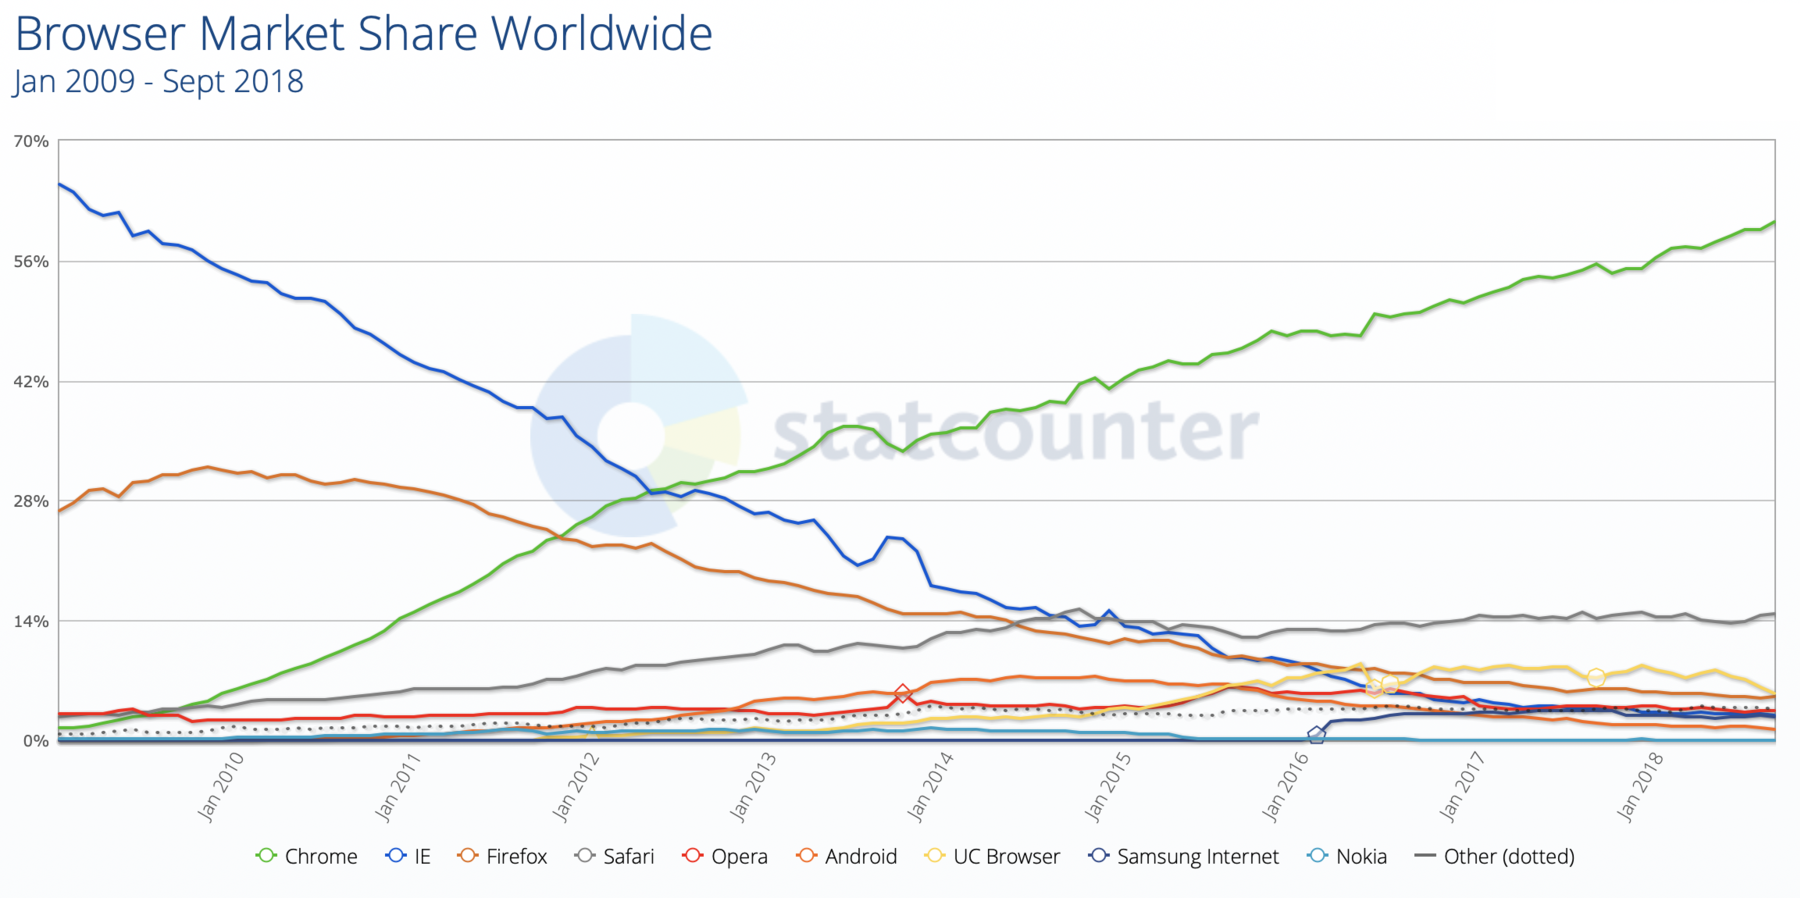 Browser Market Share Worldwide
Jan 2009 - Sept 2018
70%
56%
42%
28%
14%
0%
statcounter
Jan 2010
Jan 2011
Jan 2012
Jan 2013
Jan 2014
Jan 2015
Jan 2016
Jan 2017
Jan 2018
Chrome IE Firefox Safari Opera Android UC Browser Samsung Internet Nokia Other (dotted)